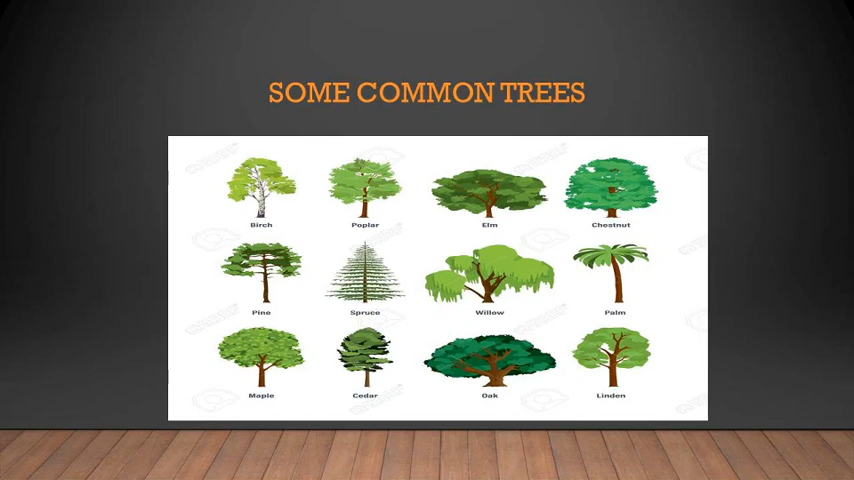 SOME COMMON TREES
Birch Poplar Elm Chestnut
Pine Spruce Willow Palm
Maple Cedar Oak Linden